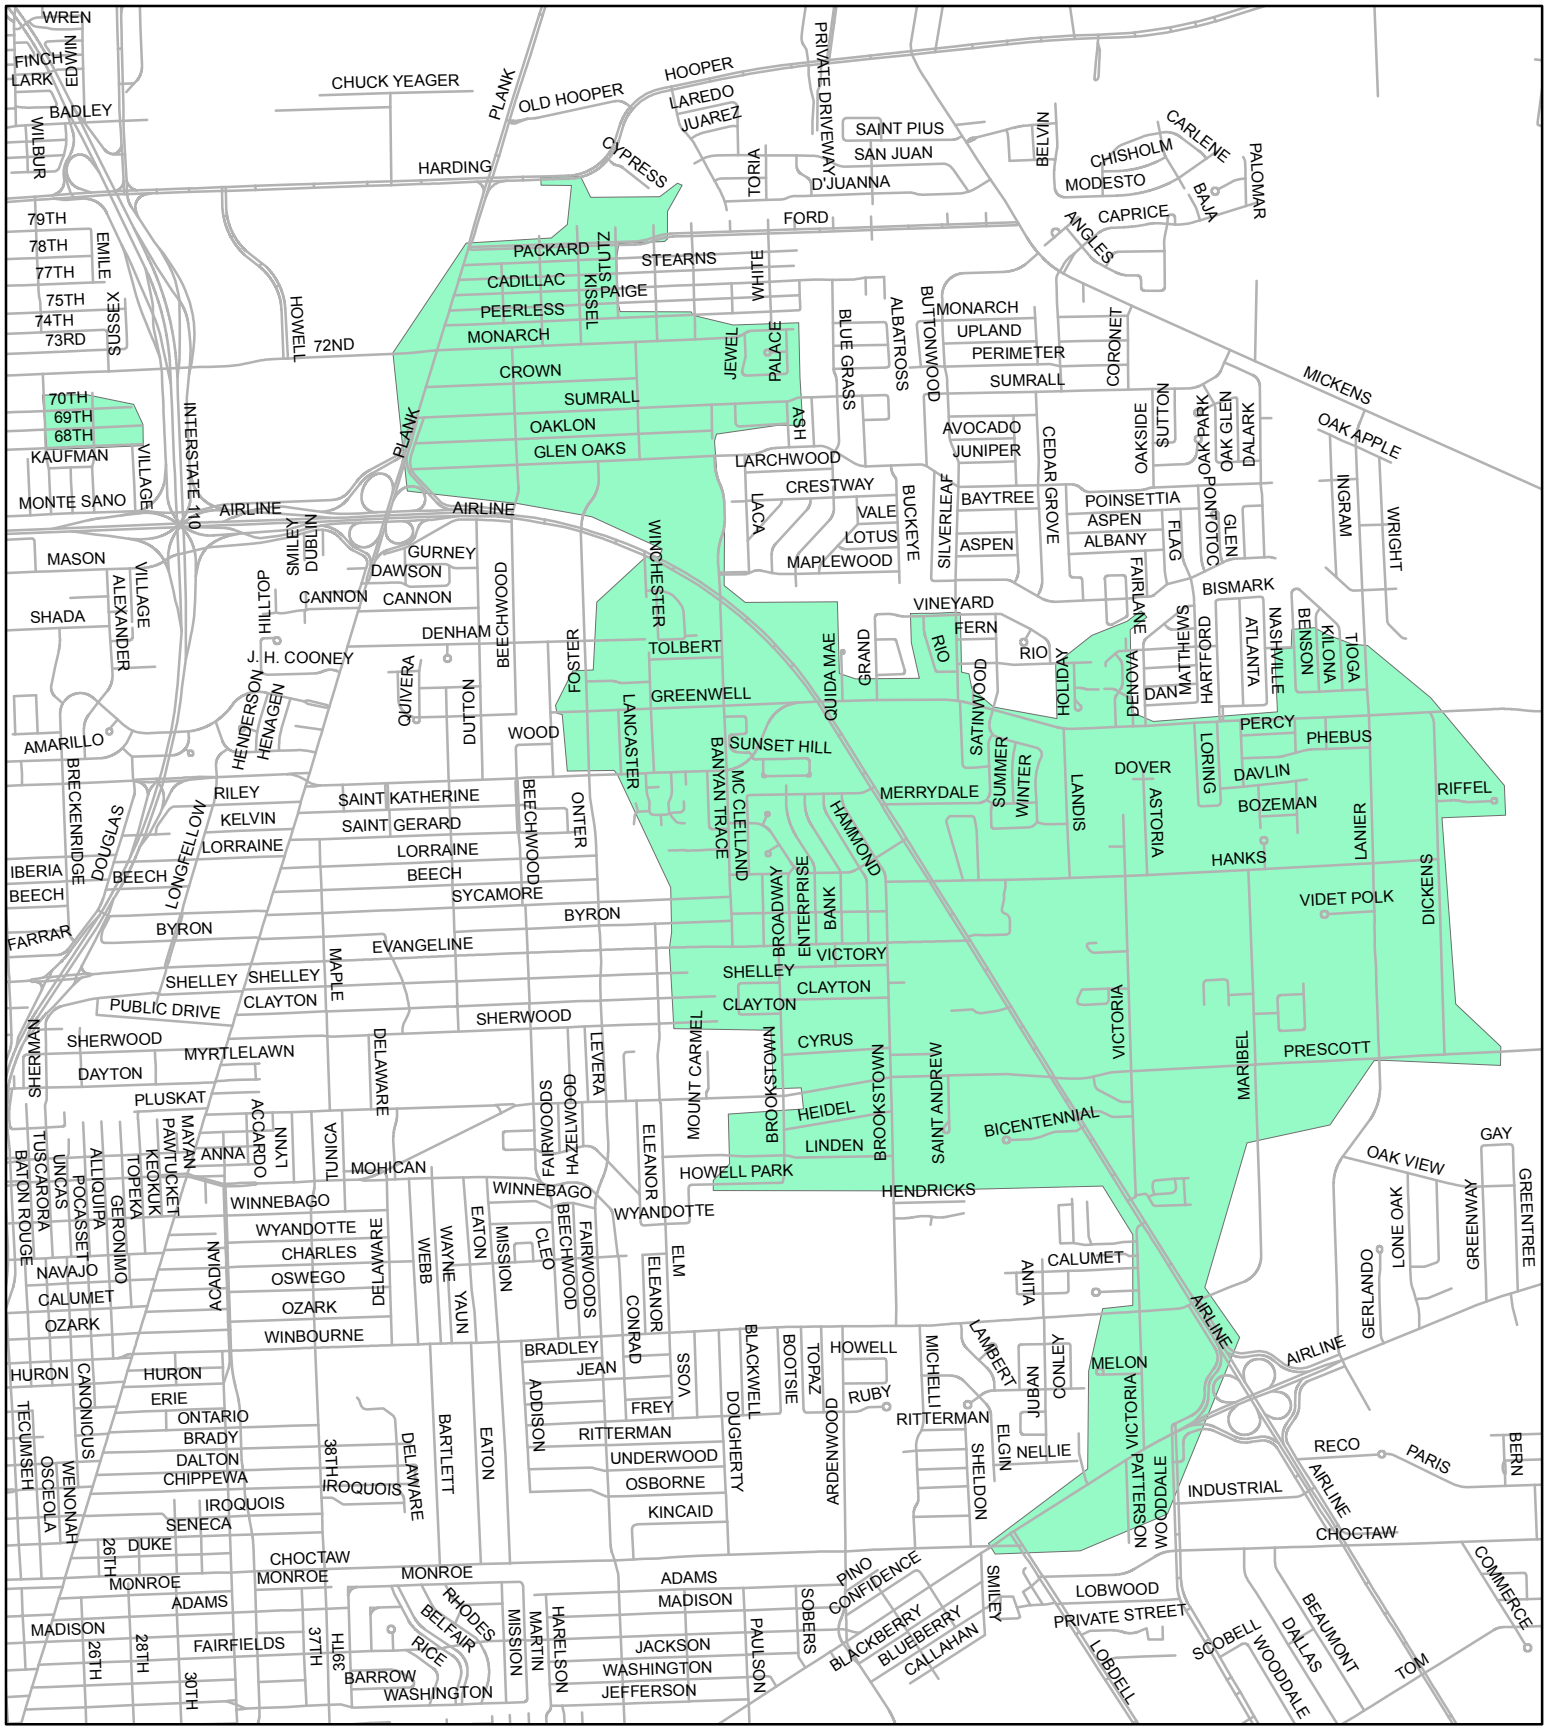 WREN
FINCH
EDWIN
LARK
BADLEY
WILBUR
CHUCK YEAGER
PLANK
OLD HOOPER
HOOPER
LAREDO
JUAREZ
PRIVATE DRIVEWAY
SAINT PIUS
SAN JUAN
D'JUANNA
TORIA
CYPRESS
HARDING
BELVIN
CARLENE
CHISHOLM
MODESTO
PALOMAR
BAJA
CAPRICE
ANGLES
FORD
79TH
78TH
77TH
EMILE
75TH
74TH
73RD
SUSSEX
HOWELL
72ND
PACKARD
STUTZ
CADILLAC
KISSEL
PEERLESS
MONARCH
STEARNS
PAIGE
WHITE
JEWEL
PALACE
BLUE GRASS
ALBATROSS
BUTTONWOOD
MONARCH
UPLAND
PERIMETER
SUMRALL
CORONET
MICKENS
CROWN
SUMRALL
OAKLON
GLEN OAKS
ASH
PLANK
70TH
69TH
68TH
KAUFMAN
MONTE SANO
VILLAGE
INTERSTATE 110
AIRLINE
AIRLINE
LARCHWOOD
CRESTWAY
LACA
VALE
LOTUS
MAPLEWOOD
BUCKEYE
SILVERLEAF
AVOCADO
JUNIPER
CEDAR GROVE
BAYTREE
ASPEN
OAKSIDE
SUTTON
OAK PARK
OAK GLEN
DALARK
POINSETTIA
ASPEN
ALBANY
FLAG
PONTOTOC
GLEN
OAK APPLE
INGRAM
WRIGHT
MASON
SHADA
ALEXANDER
VILLAGE
SMILEY
DUBLIN
GURNEY
DAWSON
CANNON
CANNON
HILLTOP
J. H. COONEY
DENHAM
BEECHWOOD
QUIVERA
DUTTON
HENDERSON
HENAGEN
WINCHESTER
FOSTER
TOLBERT
GREENWELL
LANCASTER
QUIDA MAE
GRAND
VINEYARD
FERN
RIO
RIO
SATINWOOD
HOLIDAY
FAIRLANE
DENOVA
DAN
MATTHEWS
HARTFORD
BISMARK
ATLANTA
NASHVILLE
BENSON
KILONA
TIOGA
PERCY
PHEBUS
LORING
DAVLIN
BOZEMAN
RIFFEL
AMARILLO
BRECKENRIDGE
DOUGLAS
LONGFELLOW
RILEY
KELVIN
LORRAINE
WOOD
BEECHWOOD
ONTER
SAINT KATHERINE
SAINT GERARD
LORRAINE
BEECH
SYCAMORE
BYRON
IBERIA
BEECH
BEECH
FARRAR
BYRON
EVANGELINE
BANYAN TRACE
SUNSET HILL
MC CLELLAND
HAMMOND
BROADWAY
ENTERPRISE
BANK
MERRYDALE
SUMMER
WINTER
LANDIS
DOVER
ASTORIA
HANKS
LANIER
VIDET POLK
DICKENS
SHELLEY
SHELLEY
PUBLIC DRIVE
CLAYTON
MAPLE
SHERWOOD
VICTORY
SHELLEY
CLAYTON
CLAYTON
CYRUS
SHERMAN
SHERWOOD
MYRTLELAWN
DAYTON
PLUSKAT
DELAWARE
LEVERA
MOUNT CARMEL
BROOKSTOWN
BROOKSTOWN
SAINT ANDREW
VICTORIA
MARIBEL
PRESCOTT
HEIDEL
LINDEN
BICENTENNIAL
HOWELL PARK
HENDRICKS
FAIRWOODS
HAZELWOOD
ELEANOR
WYANDOTTE
BATON ROUGE
TUSCARORA
UNCAS
POCASSET
ALLIQUIPA
GERONIMO
TOPEKA
KEOKUK
PAWTUCKET
MAYAN
ANNA
ACCARDO
LYNN
TUNICA
MOHICAN
WINNEBAGO
WINNEBAGO
WYANDOTTE
CHARLES
OSWEGO
OZARK
WINBOURNE
DELAWARE
WEBB
WAYNE
YAUN
EATON
MISSION
CLEO
BEECHWOOD
FAIRWOODS
ELM
ELEANOR
CONRAD
NAVAJO
CALUMET
OZARK
ACADIAN
HURON
CANONICUS
HURON
ERIE
ONTARIO
BRADY
DALTON
CHIPPEWA
IROQUOIS
SENECA
DUKE
TECUMSEH
OSCEOLA
WENONAH
26TH
38TH
IROQUOIS
DELAWARE
BARTLETT
EATON
ADDISON
BRADLEY
JEAN
FREY
VOSS
RITTERMAN
UNDERWOOD
OSBORNE
KINCAID
DOUGHERTY
BLACKWELL
BOOTSIE
TOPAZ
ARDENWOOD
HOWELL
RUBY
MICHELLI
LAMBERT
RITTERMAN
ELGIN
SHELDON
JUBAN
CONLEY
NELLIE
ANITA
CALUMET
MELON
VICTORIA
PATTERSON
WOODDALE
AIRLINE
AIRLINE
OAK VIEW
GAY
LONE OAK
GREENWAY
GREENTREE
GERLANDO
RECO
PARIS
BERN
INDUSTRIAL
AIRLINE
CHOCTAW
COMMERCE
CHOCTAW
MONROE
MONROE
MONROE
ADAMS
ADAMS
MADISON
MADISON
26TH
28TH
30TH
FAIRFIELDS
37TH
39TH
BARROW
RICE
BELFAIR
RHODES
WASHINGTON
MISSION
MARTIN
HARELSON
JACKSON
WASHINGTON
JEFFERSON
PAULSON
SOBERS
PINO
CONFIDENCE
BLACKBERRY
BLUEBERRY
CALLAHAN
SMILEY
LOBWOOD
PRIVATE STREET
LOBDELL
SCOBELL
WOODDALE
DALLAS
BEAUMONT
TOM